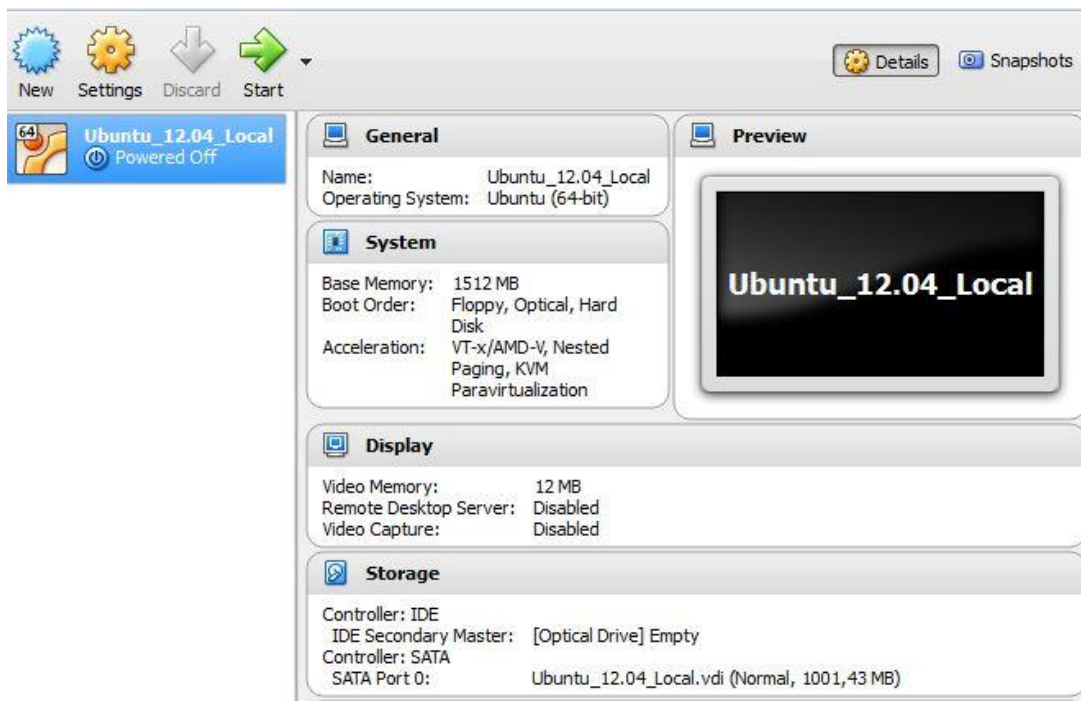 New Settings Discard Start Details Snapshots
64 Ubuntu_12.04_Local
Powered Off
General
Name: Ubuntu_12.04_Local
Operating System: Ubuntu (64-bit)
System
Base Memory: 1512 MB
Boot Order: Floppy, Optical, Hard
Disk
Acceleration: VT-x/AMD-V, Nested
Paging, KVM
Paravirtualization
Preview
Ubuntu_12.04_Local
Display
Video Memory: 12 MB
Remote Desktop Server: Disabled
Video Capture: Disabled
Storage
Controller: IDE
IDE Secondary Master: [Optical Drive] Empty
Controller: SATA
SATA Port 0: Ubuntu_12.04_Local.vdi (Normal, 1001,43 MB)